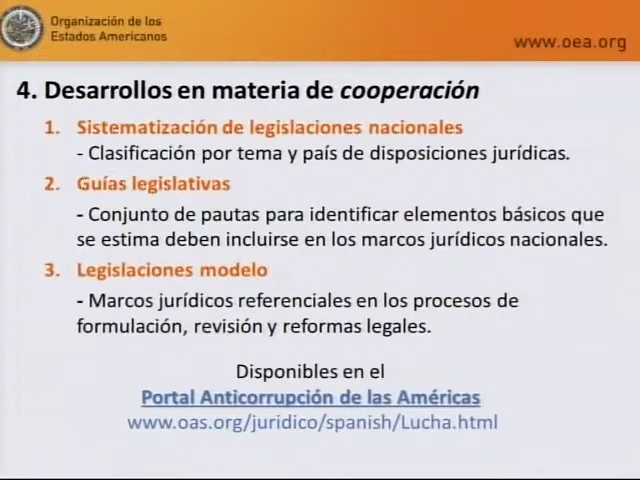 Organización de los
Estados Americanos
www.oea.org
4. Desarrollos en materia de cooperación
1. Sistematización de legislaciones nacionales
- Clasificación por tema y país de disposiciones jurídicas.
2. Guías legislativas
- Conjunto de pautas para identificar elementos básicos que
se estima deben incluirse en los marcos jurídicos nacionales.
3. Legislaciones modelo
- Marcos jurídicos referenciales en los procesos de
formulación, revisión y reformas legales.
Disponibles en el
Portal Anticorrupción de las Américas
www.oas.org/juridico/spanish/Lucha.html